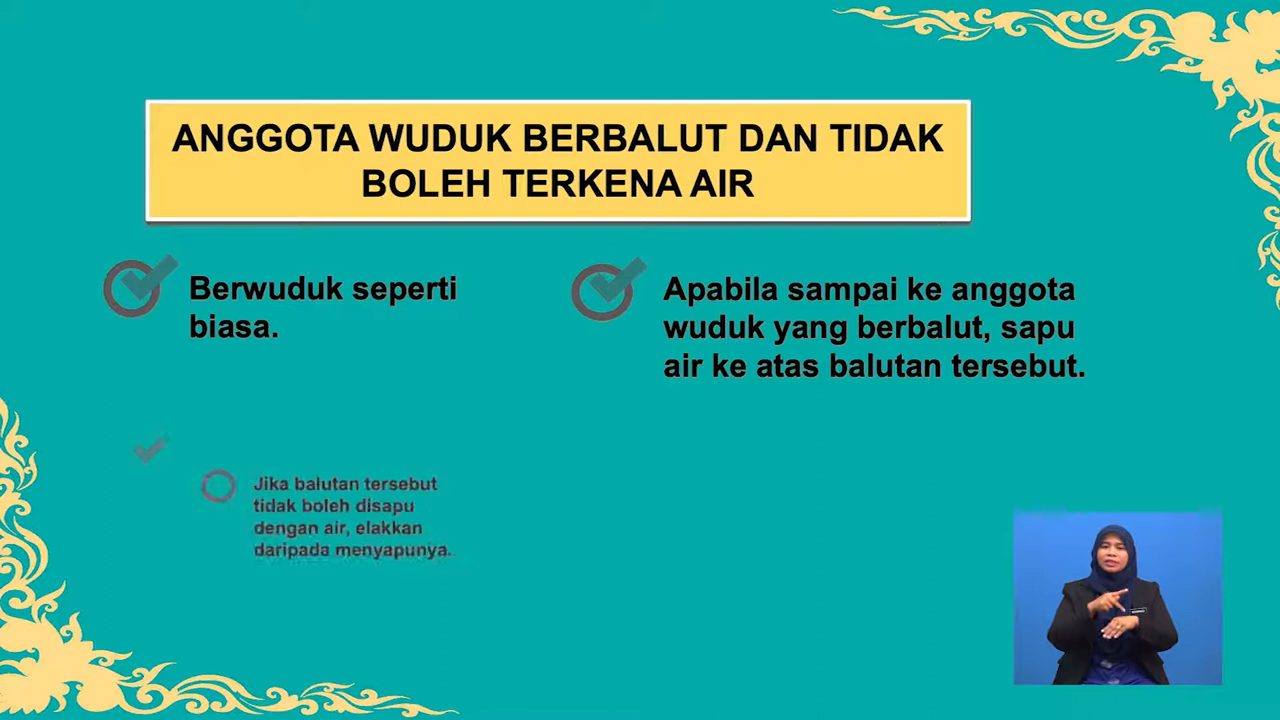 ANGGOTA WUDUK BERBALUT DAN TIDAK
BOLEH TERKENA AIR
Berwuduk seperti
biasa.
Apabila sampai ke anggota
wuduk yang berbalut, sapu
air ke atas balutan tersebut.
Jika balutan tersebut
tidak boleh disapu
dengan air, elakkan
daripada menyapunya.